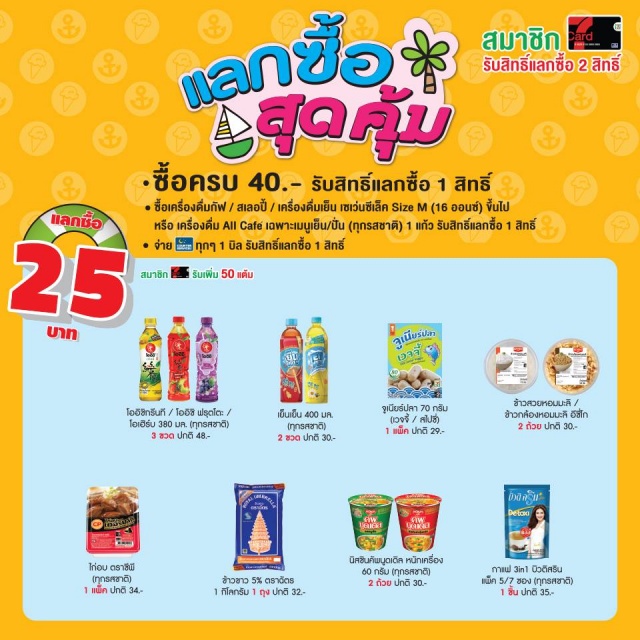 สมาชิก 7 Card
รับสิทธิ์แลกซื้อ 2 สิทธิ์
แลกซื้อ
สุดคุ้ม
• ซื้อครบ 40.- รับสิทธิ์แลกซื้อ 1 สิทธิ์
• ซื้อเครื่องดื่มกัฟ / สเลอปี้ / เครื่องดื่มเย็น เซเว่นซีเล็ค Size M (16 ออนซ์) ขึ้นไป
หรือ เครื่องดื่ม All Cafe เฉพาะเมนูเย็น/ปั่น (ทุกรสชาติ) 1 แก้ว รับสิทธิ์แลกซื้อ 1 สิทธิ์
• จ่าย ทุกๆ 1 บิล รับสิทธิ์แลกซื้อ 1 สิทธิ์
แลกซื้อ
25
บาท
สมาชิก รับเพิ่ม 50 แต้ม
โออิชิกรีนที / โออิชิ ฟรุตโตะ /
โอเฮิร์บ 380 มล. (ทุกรสชาติ)
3 ขวด ปกติ 48.-
เย็นเย็น 400 มล.
(ทุกรสชาติ)
2 ขวด ปกติ 30.-
จูเนียร์ปลา
เวจจี้
จูเนียร์ปลา 70 กรัม
(เวจจี้ / สไปซี่)
1 แพ็ค ปกติ 29.-
ข้าวสวยหอมมะลิ /
ข้าวกล้องหอมมะลิ อีซี่โก
2 ถ้วย ปกติ 30.-
ไก่อบ ตราซีพี
(ทุกรสชาติ)
1 แพ็ค ปกติ 34.-
ข้าวขาว 5% ตราฉัตร
1 กิโลกรัม 1 ถุง ปกติ 32.-
นิสชินคัพนูดเดิล หนักเครื่อง
60 กรัม (ทุกรสชาติ)
2 ถ้วย ปกติ 30.-
กาแฟ 3in1 บิวติสริน
แพ็ค 5/7 ซอง (ทุกรสชาติ)
1 ชิ้น ปกติ 35.-